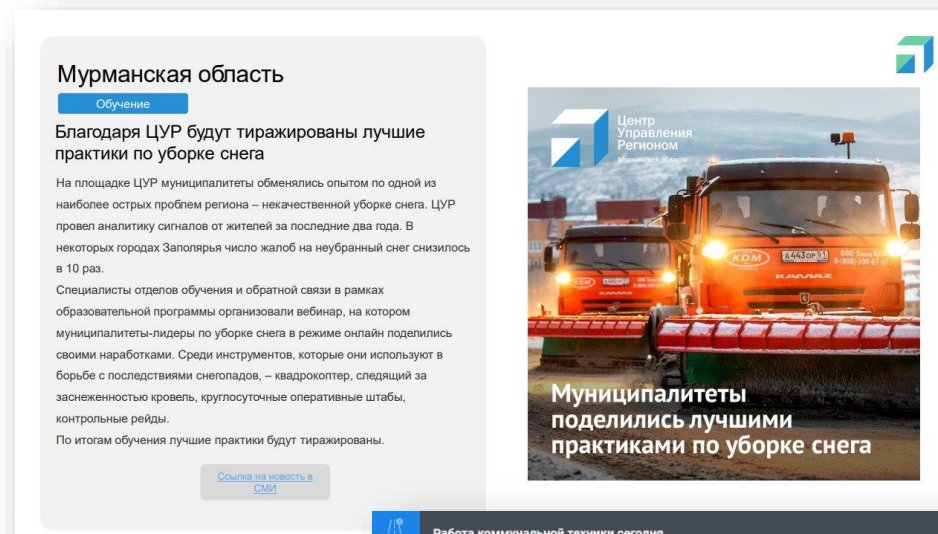 Мурманская область
Обучение
Благодаря ЦУР будут тиражированы лучшие
практики по уборке снега
На площадке ЦУР муниципалитеты обменялись опытом по одной из
наиболее острых проблем региона – некачественной уборке снега. ЦУР
провел аналитику сигналов от жителей за последние два года. В
некоторых городах Заполярья число жалоб на неубранный снег снизилось
в 10 раз.
Специалисты отделов обучения и обратной связи в рамках
образовательной программы организовали вебинар, на котором
муниципалитеты-лидеры по уборке снега в режиме онлайн поделились
своими наработками. Среди инструментов, которые они используют в
борьбе с последствиями снегопадов, – квадрокоптер, следящий за
заснеженностью кровель, круглосуточные оперативные штабы,
контрольные рейды.
По итогам обучения лучшие практики будут тиражированы.
Ссылка на новость в
СМИ
Центр
Управления
Регионом
Мурманская область
KDM
А443ОР 51
KAMAZ
KDM
Муниципалитеты
поделились лучшими
практиками по уборке снега
Работа коммунальной техники сегодня